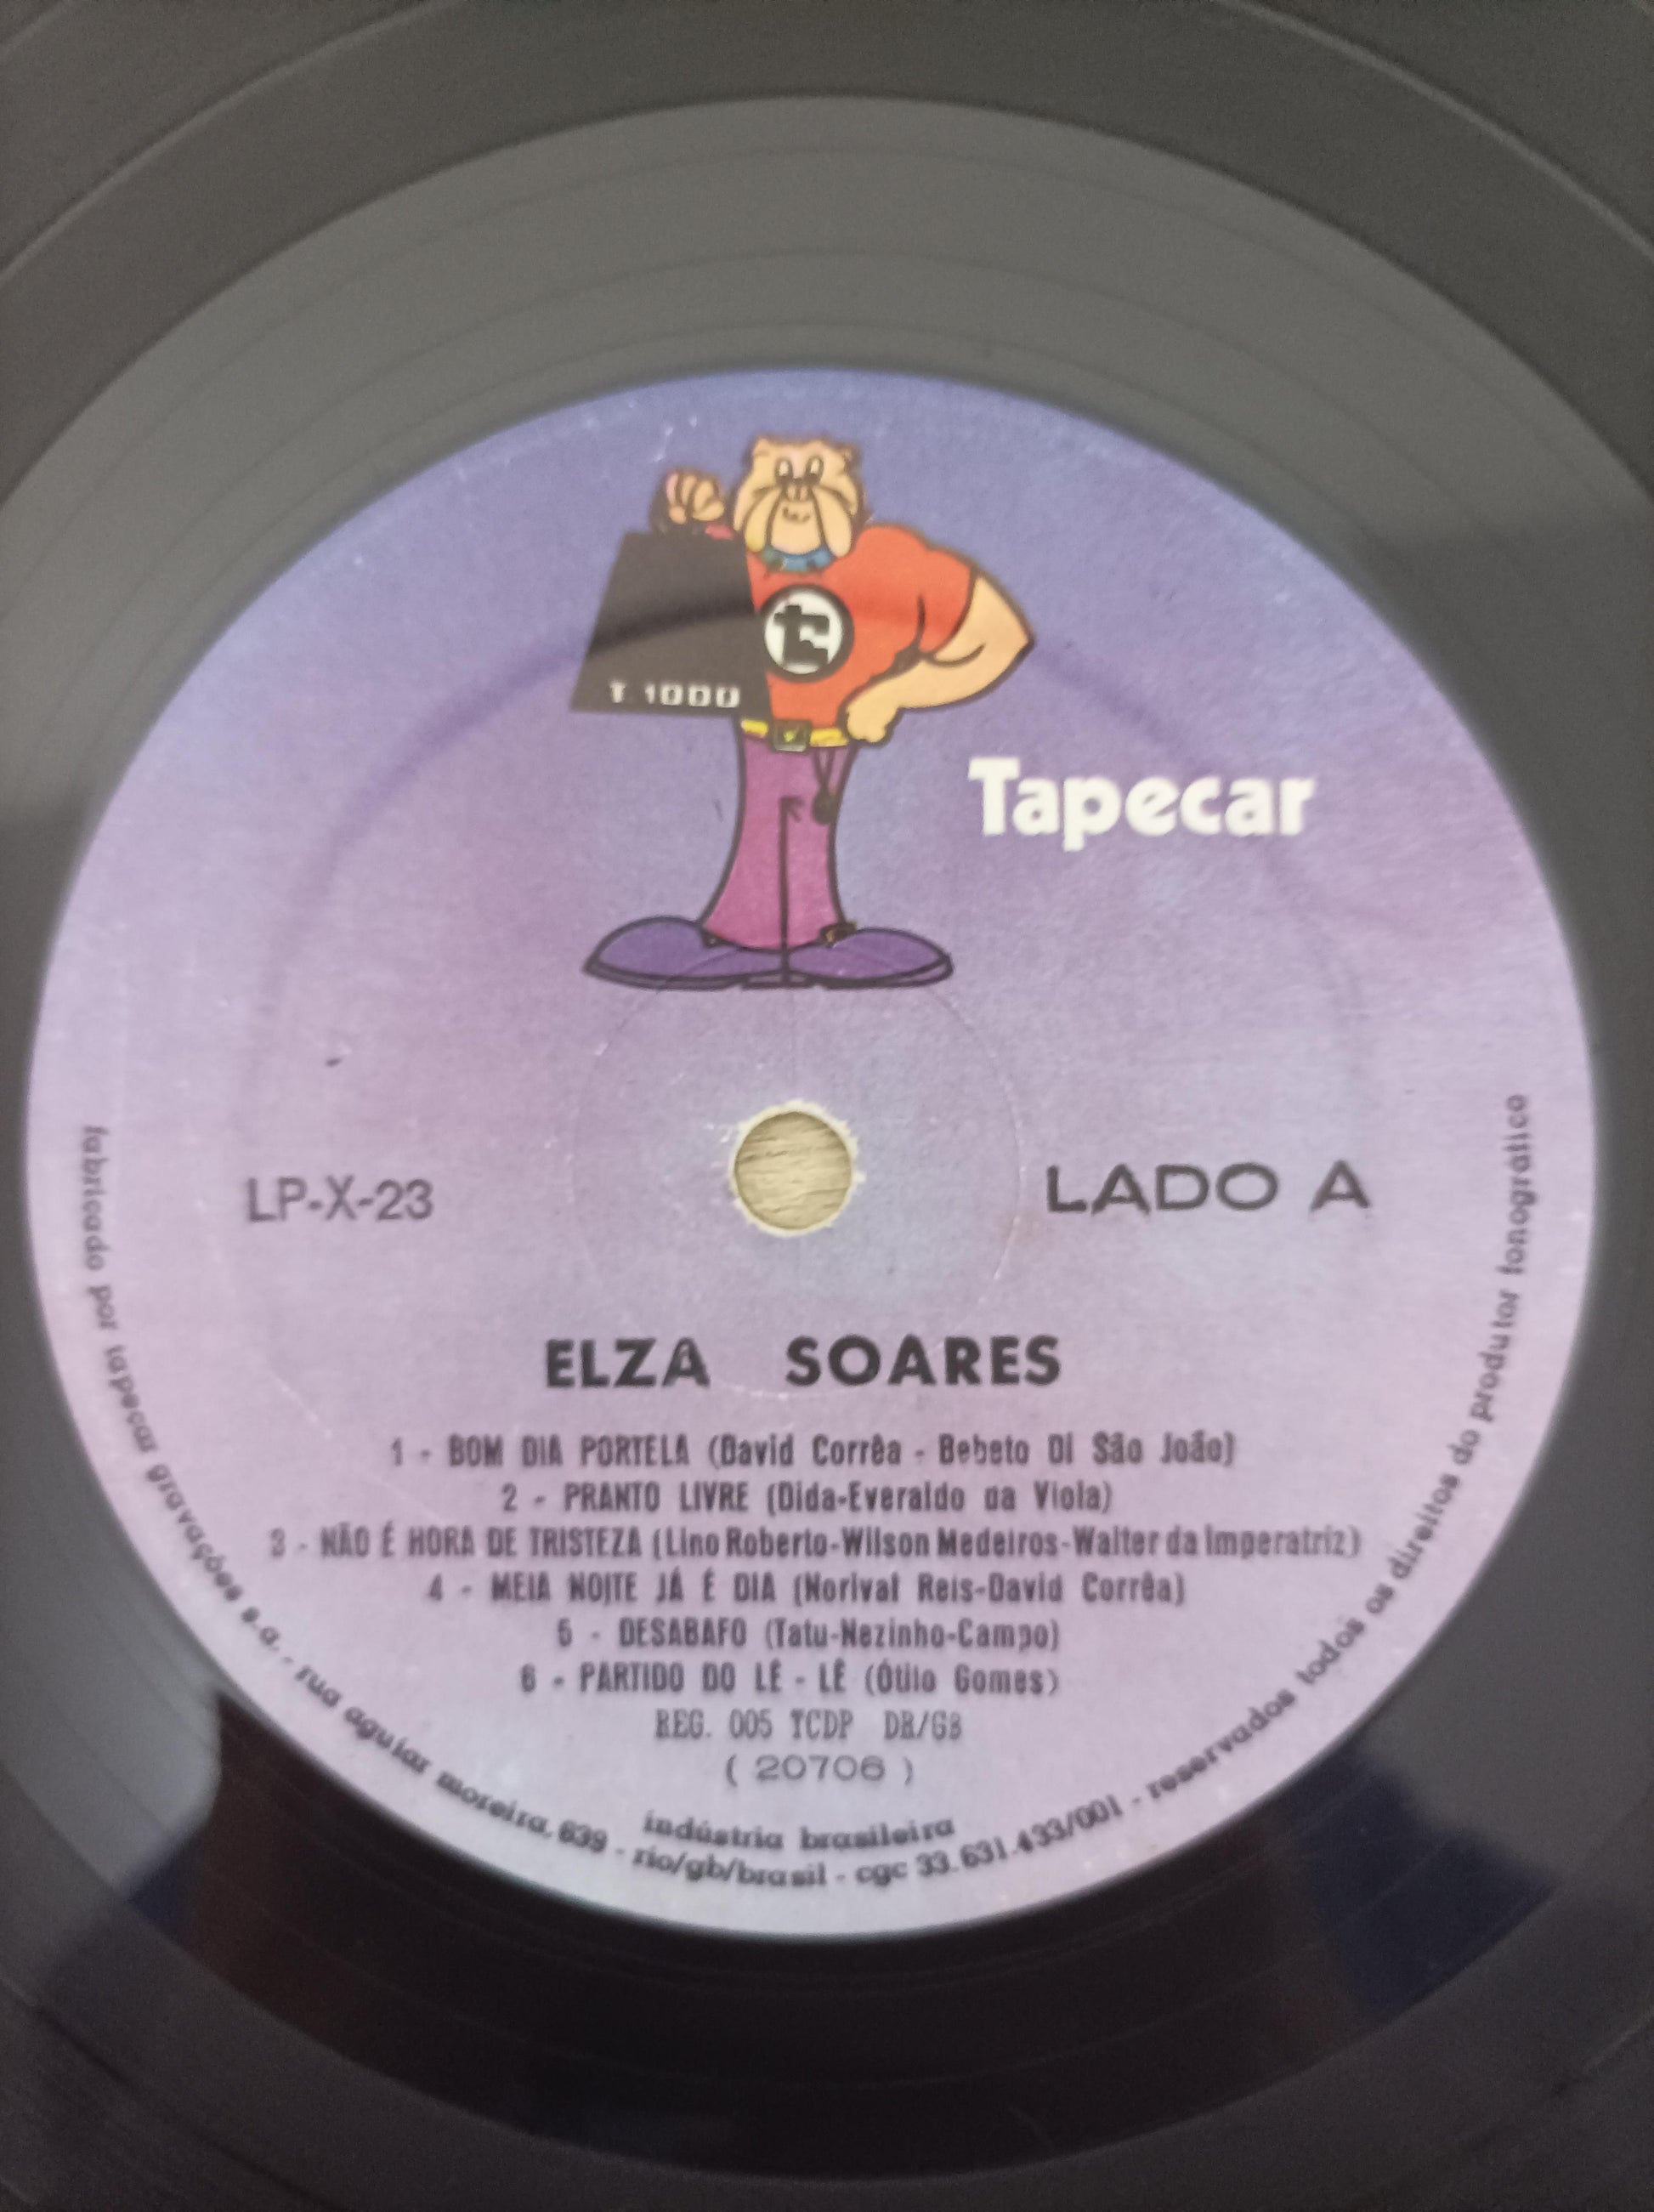 T 1000
Tapecar
LP-X-23
LADO A
ELZA SOARES
1 - BOM DIA PORTELA (David Corrêa - Bebeto Di São João)
2 - PRANTO LIVRE (Dida-Everaldo da Viola)
3 - NÃO É HORA DE TRISTEZA (Lino Roberto-Wilson Medeiros-Walter da Imperatriz)
4 - MEIA NOITE JÁ É DIA (Norival Reis-David Corrêa)
5 - DESABAFO (Tatu-Nezinho-Campo)
6 - PARTIDO DO LÊ - LÊ (Ótilo Gomes)
REG. 005 TCDP DR/GB
( 20706 )
indústria brasileira
fabricado por tapecar gravações s.a. - rua aguiar moreira, 639 - rio/gb/brasil - cgc 33.631.433/001 - reservados todos os direitos do produtor fonográfico